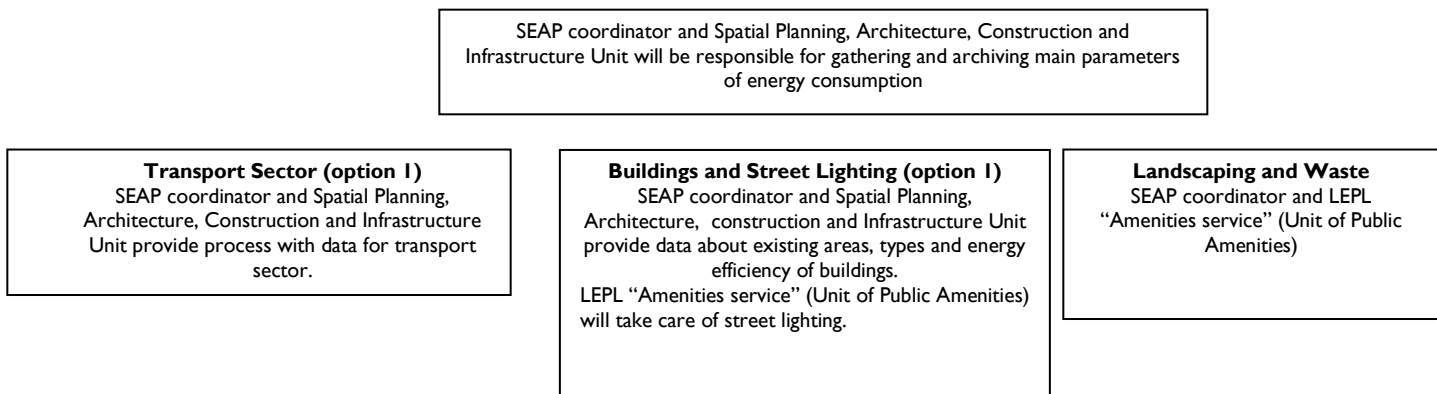 SEAP coordinator and Spatial Planning, Architecture, Construction and
Infrastructure Unit will be responsible for gathering and archiving main parameters
of energy consumption
Transport Sector (option 1)
SEAP coordinator and Spatial Planning,
Architecture, Construction and Infrastructure
Unit provide process with data for transport
sector.
Buildings and Street Lighting (option 1)
SEAP coordinator and Spatial Planning,
Architecture, construction and Infrastructure Unit
provide data about existing areas, types and energy
efficiency of buildings.
LEPL “Amenities service” (Unit of Public Amenities)
will take care of street lighting.
Landscaping and Waste
SEAP coordinator and LEPL
“Amenities service” (Unit of Public
Amenities)